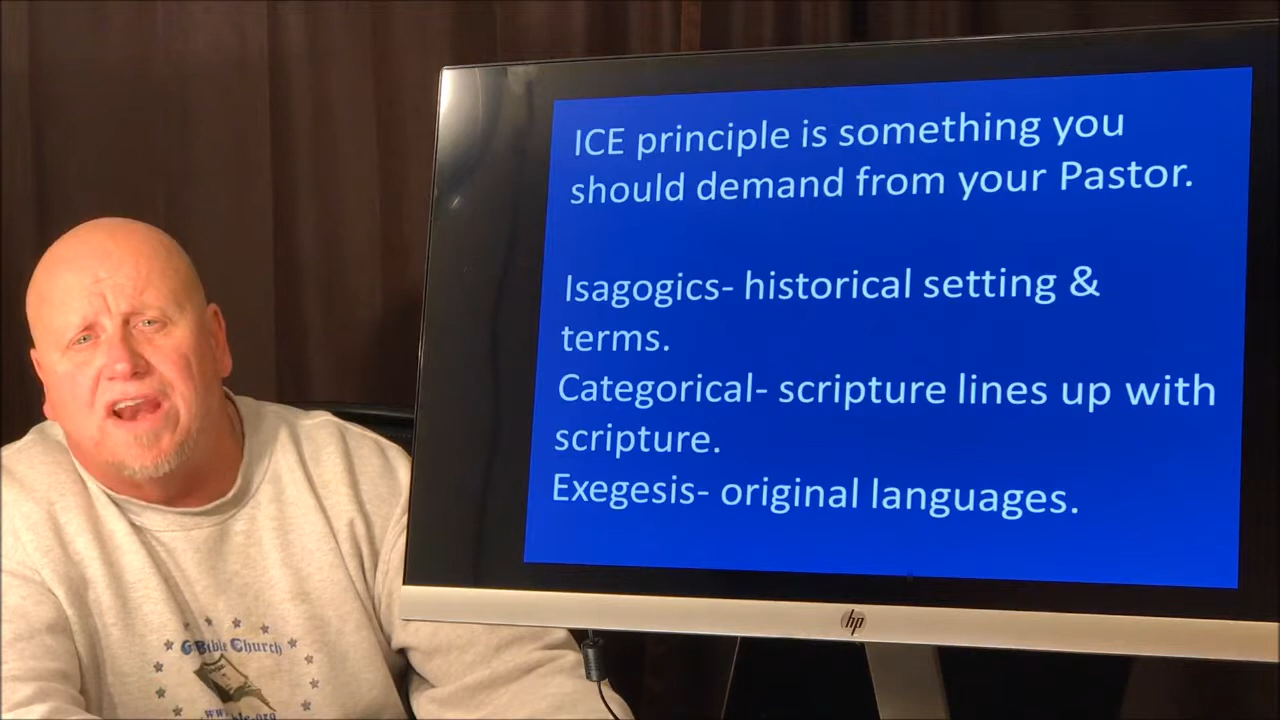 ICE principle is something you
should demand from your Pastor.
Isagogics- historical setting &
terms.
Categorical- scripture lines up with
scripture.
Exegesis- original languages.
hp
Bible Church